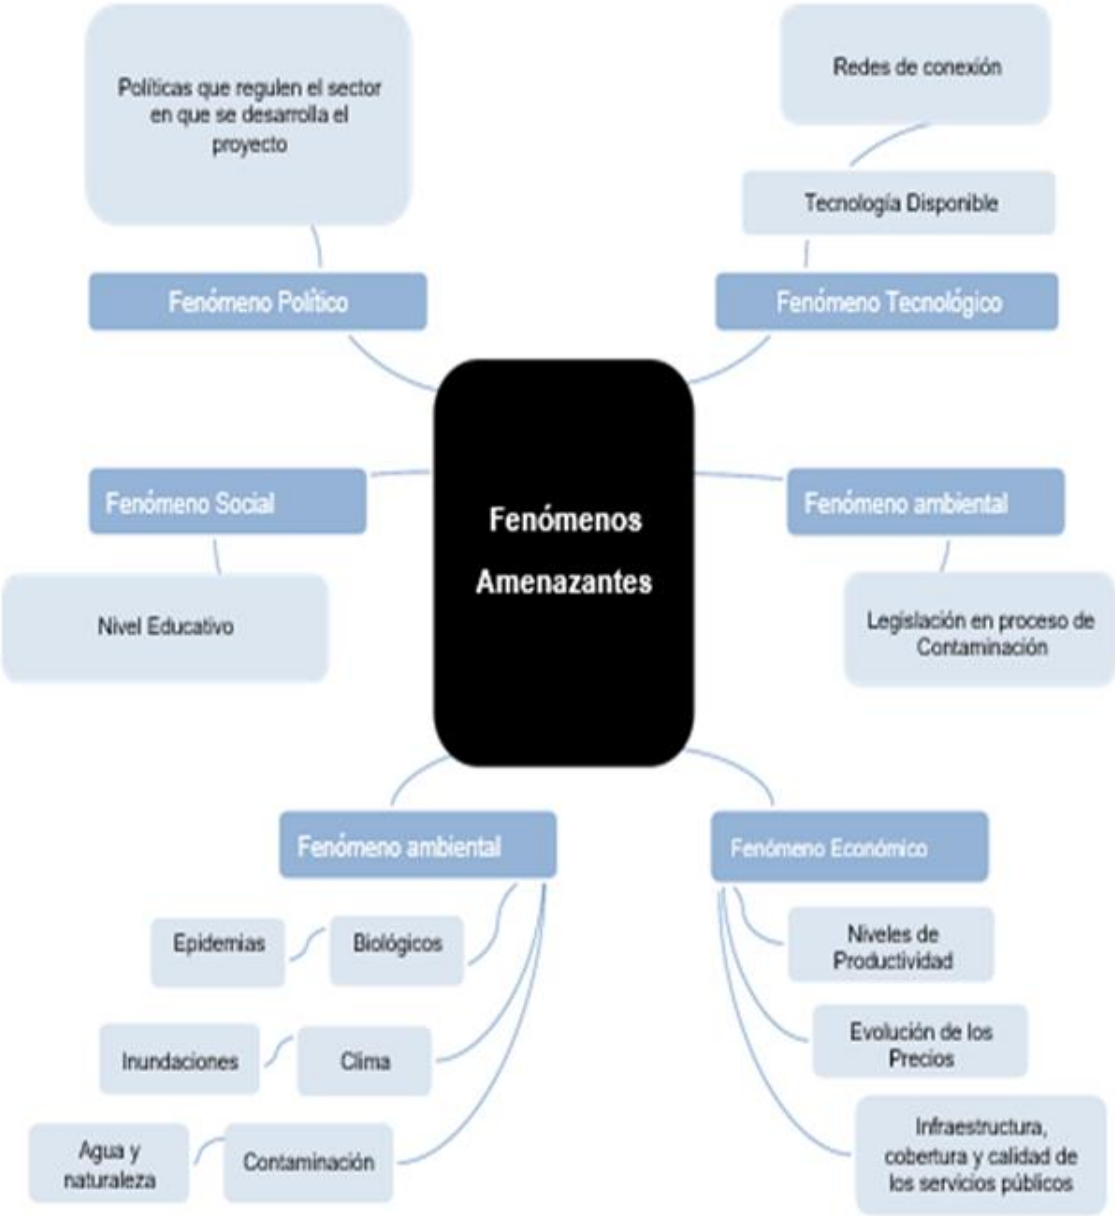 Políticas que regulen el sector
en que se desarrolla el
proyecto
Redes de conexión
Tecnología Disponible
Fenómeno Político
Fenómeno Tecnológico
Fenómeno Social
Fenómeno ambiental
Fenómenos
Amenazantes
Nivel Educativo
Legislación en proceso de
Contaminación
Fenómeno ambiental
Fenómeno Económico
Epidemias
Biológicos
Niveles de
Productividad
Inundaciones
Clima
Evolución de los
Precios
Agua y
naturaleza
Contaminación
Infraestructura,
cobertura y calidad de
los servicios públicos